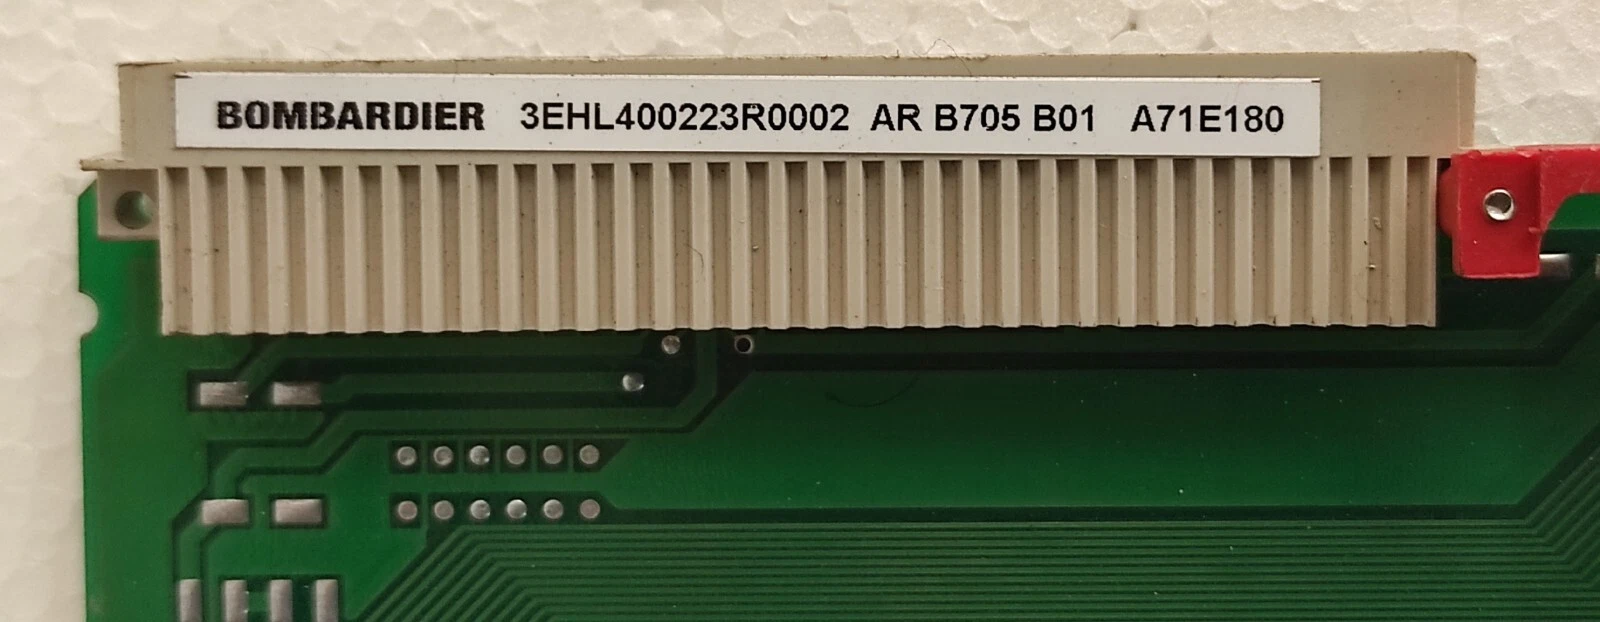 BOMBARDIER 3EHL400223R0002 AR B705 B01 A71E180